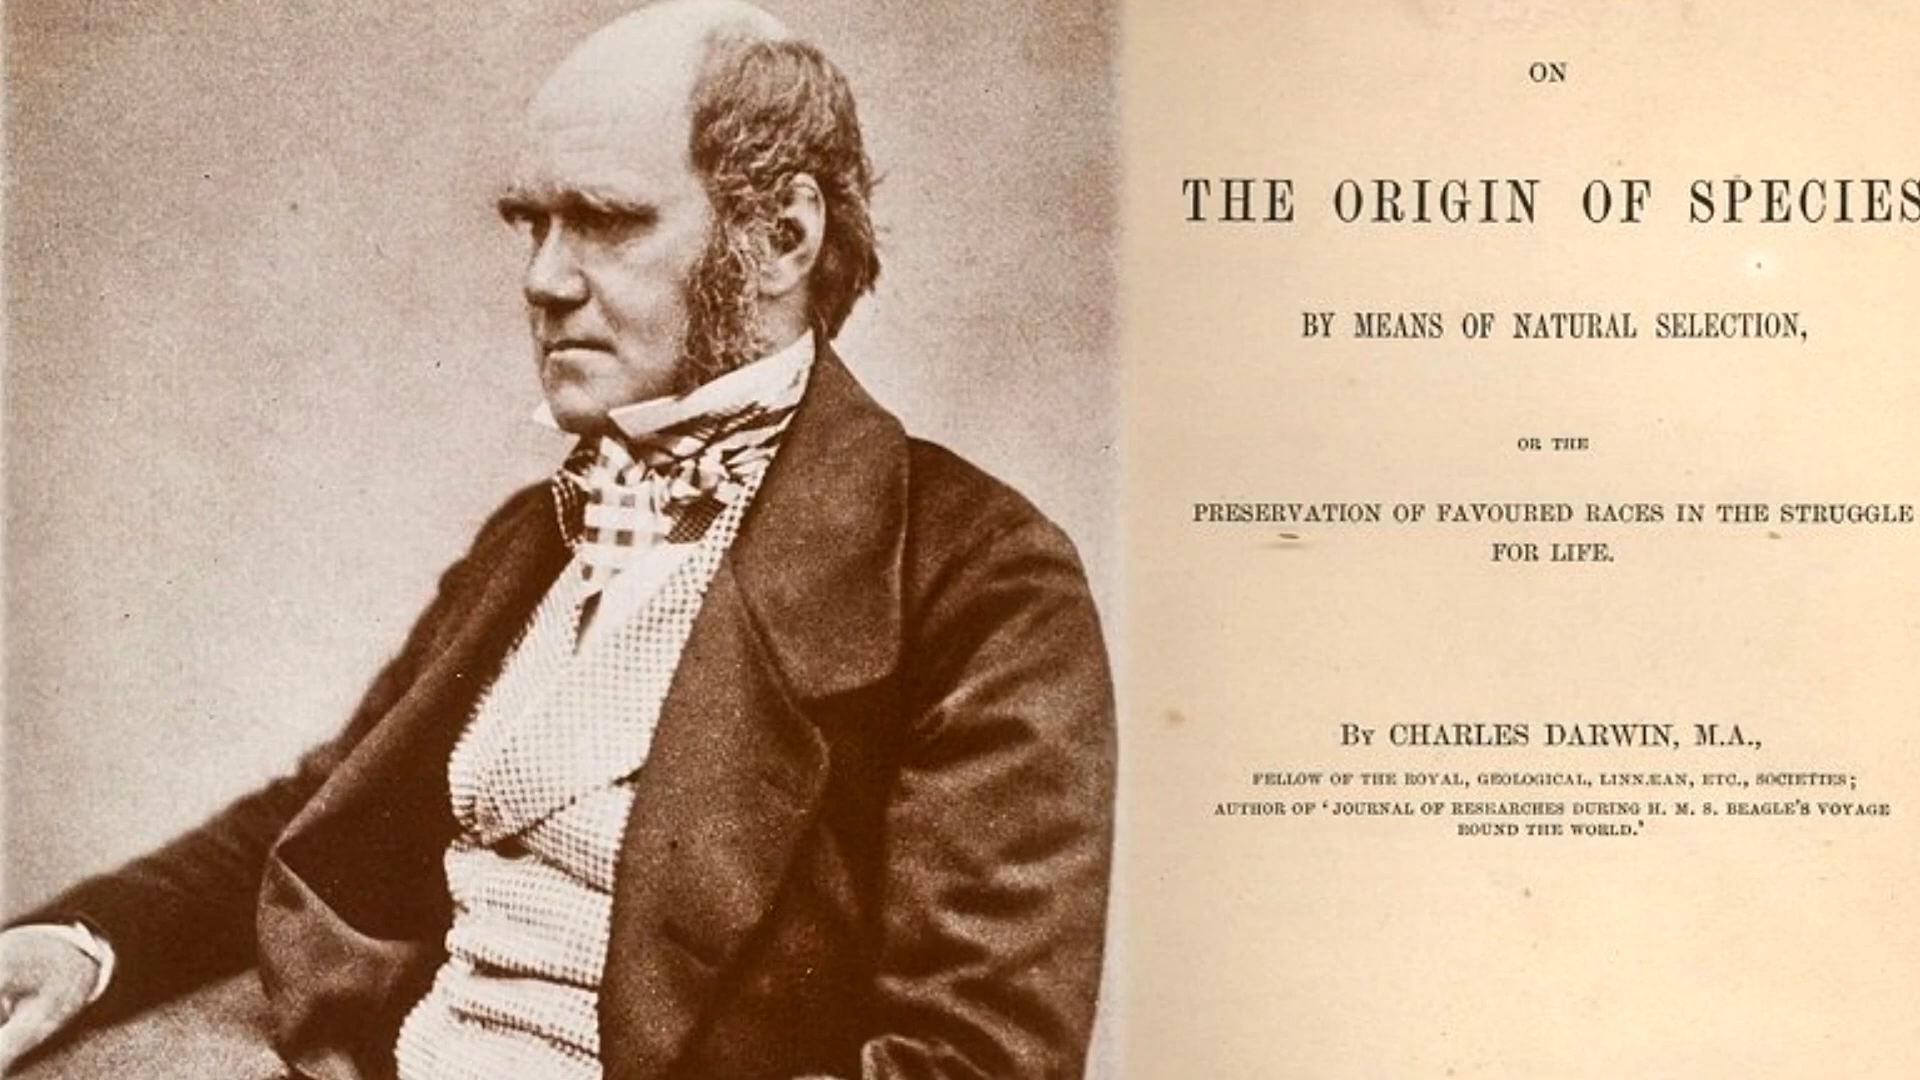 ON
THE ORIGIN OF SPECIES
BY MEANS OF NATURAL SELECTION,
OR THE
PRESERVATION OF FAVOURED RACES IN THE STRUGGLE
FOR LIFE.
BY CHARLES DARWIN, M.A.,
FELLOW OF THE ROYAL, GEOLOGICAL, LINNÆAN, ETC., SOCIETIES;
AUTHOR OF ‘JOURNAL OF RESEARCHES DURING H. M. S. BEAGLE’S VOYAGE
ROUND THE WORLD.’